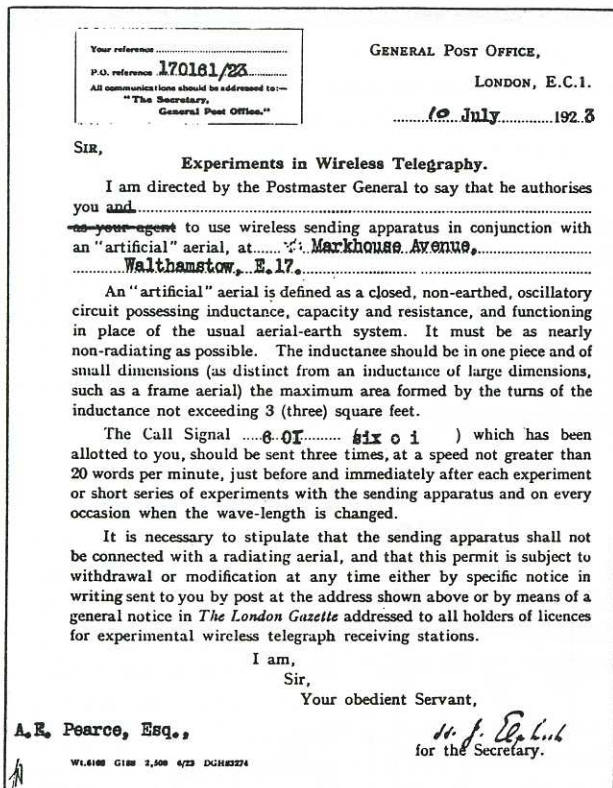 Your reference
P.O. reference 170161/23
All communications should be addressed to:—
"The Secretary,
General Post Office."
GENERAL POST OFFICE,
LONDON, E.C.1.
10 July 1923
SIR,
Experiments in Wireless Telegraphy.
I am directed by the Postmaster General to say that he authorises
you and
as your agent to use wireless sending apparatus in conjunction with
an "artificial" aerial, at Markhouse Avenue,
Walthamstow, E.17.
An "artificial" aerial is defined as a closed, non-earthed, oscillatory
circuit possessing inductance, capacity and resistance, and functioning
in place of the usual aerial-earth system. It must be as nearly
non-radiating as possible. The inductance should be in one piece and of
small dimensions (as distinct from an inductance of large dimensions,
such as a frame aerial) the maximum area formed by the turns of the
inductance not exceeding 3 (three) square feet.
The Call Signal 6 OI six o i ) which has been
allotted to you, should be sent three times, at a speed not greater than
20 words per minute, just before and immediately after each experiment
or short series of experiments with the sending apparatus and on every
occasion when the wave-length is changed.
It is necessary to stipulate that the sending apparatus shall not
be connected with a radiating aerial, and that this permit is subject to
withdrawal or modification at any time either by specific notice in
writing sent to you by post at the address shown above or by means of a
general notice in The London Gazette addressed to all holders of licences
for experimental wireless telegraph receiving stations.
I am,
Sir,
Your obedient Servant,
A.E. Pearce, Esq.,
for the Secretary.
2,500 6/23